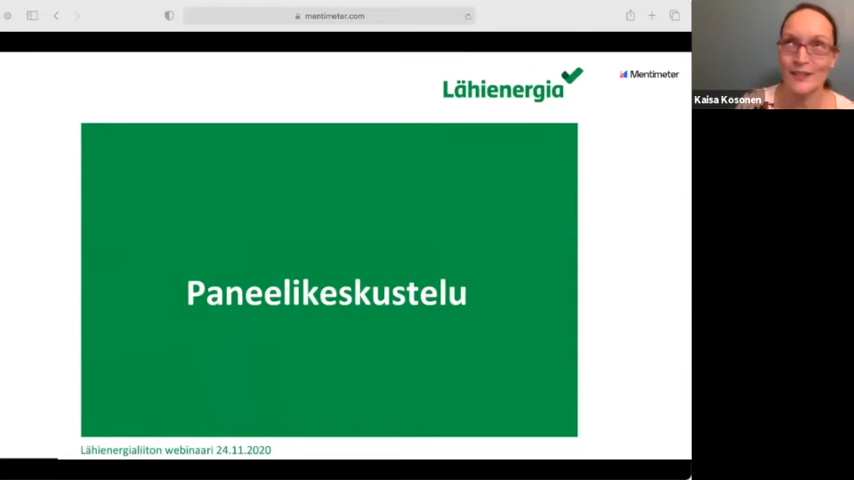 mentimeter.com
Lähienergia
Mentimeter
Kaisa Kosonen
Paneelikeskustelu
Lähienergialiiton webinaari 24.11.2020